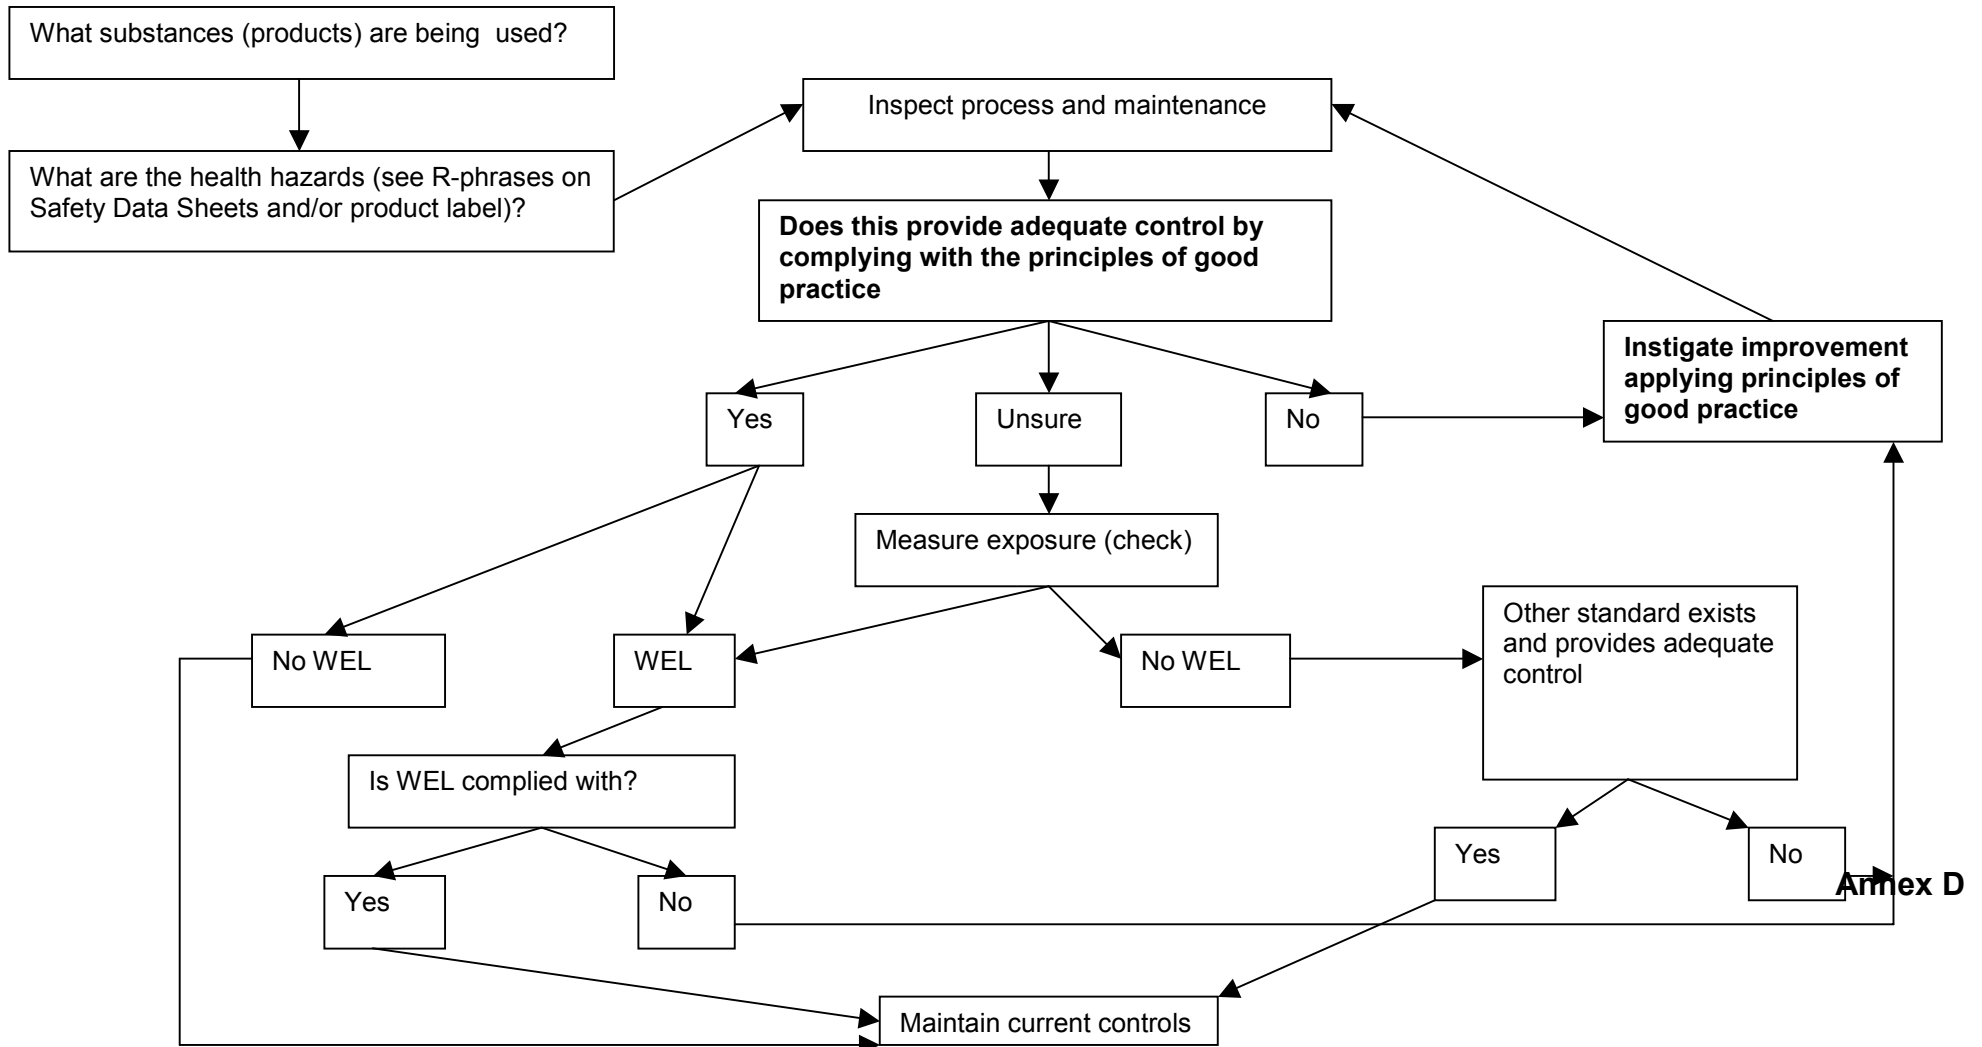 What substances (products) are being  used?
Inspect process and maintenance
What are the health hazards (see R-phrases on
Safety Data Sheets and/or product label)?
Does this provide adequate control by
complying with the principles of good
practice
Instigate improvement
applying principles of
good practice
Yes
Unsure
No
Measure exposure (check)
Other standard exists
and provides adequate
control
No WEL
WEL
No WEL
Is WEL complied with?
Yes
No
Annex D
Yes
No
Maintain current controls